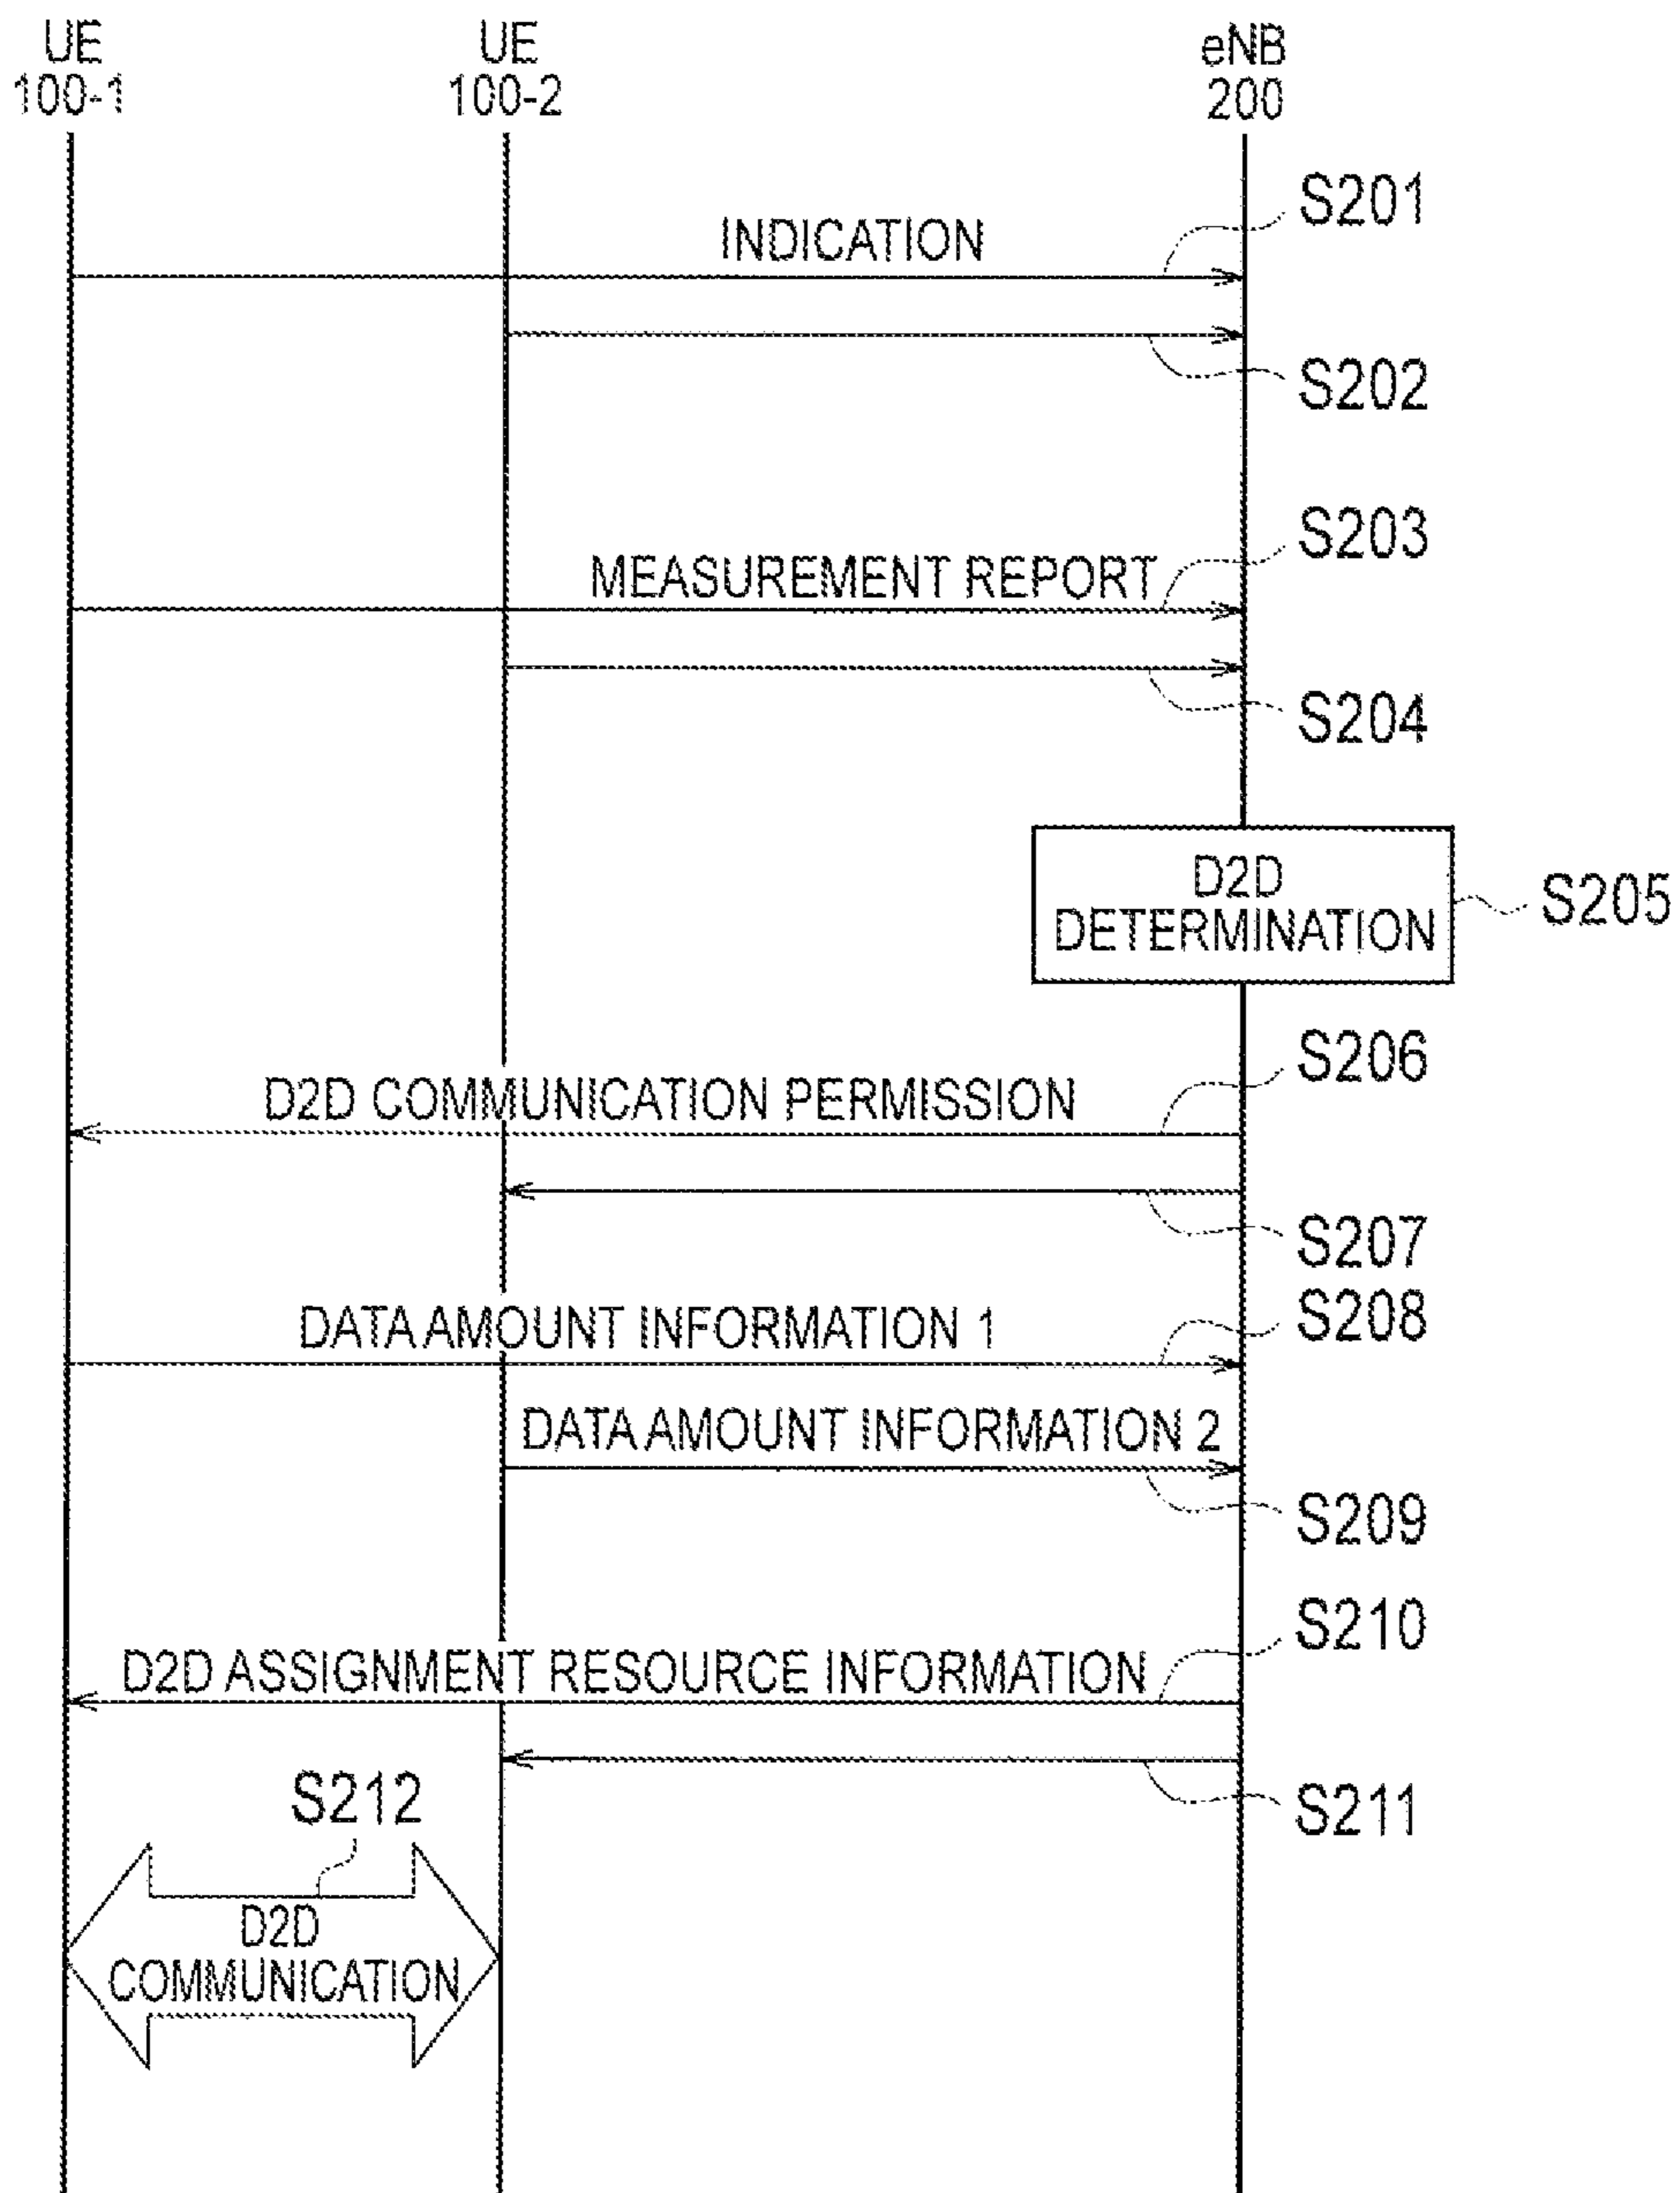 UE
100-1
UE
100-2
eNB
200
S201
INDICATION
S202
S203
MEASUREMENT REPORT
S204
D2D
DETERMINATION
S205
S206
D2D COMMUNICATION PERMISSION
S207
DATA AMOUNT INFORMATION 1
S208
DATA AMOUNT INFORMATION 2
S209
S210
D2D ASSIGNMENT RESOURCE INFORMATION
S211
S212
D2D
COMMUNICATION